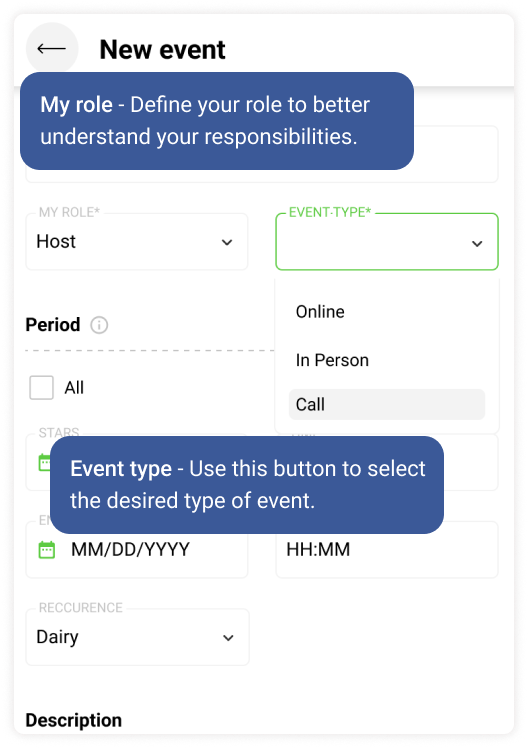 New event
My role - Define your role to better
understand your responsibilities.
MY ROLE*
Host
EVENT-TYPE*
Online
In Person
Call
Period
All
STARS
Event type - Use this button to select
the desired type of event.
MM/DD/YYYY
HH:MM
RECCURENCE
Dairy
Description